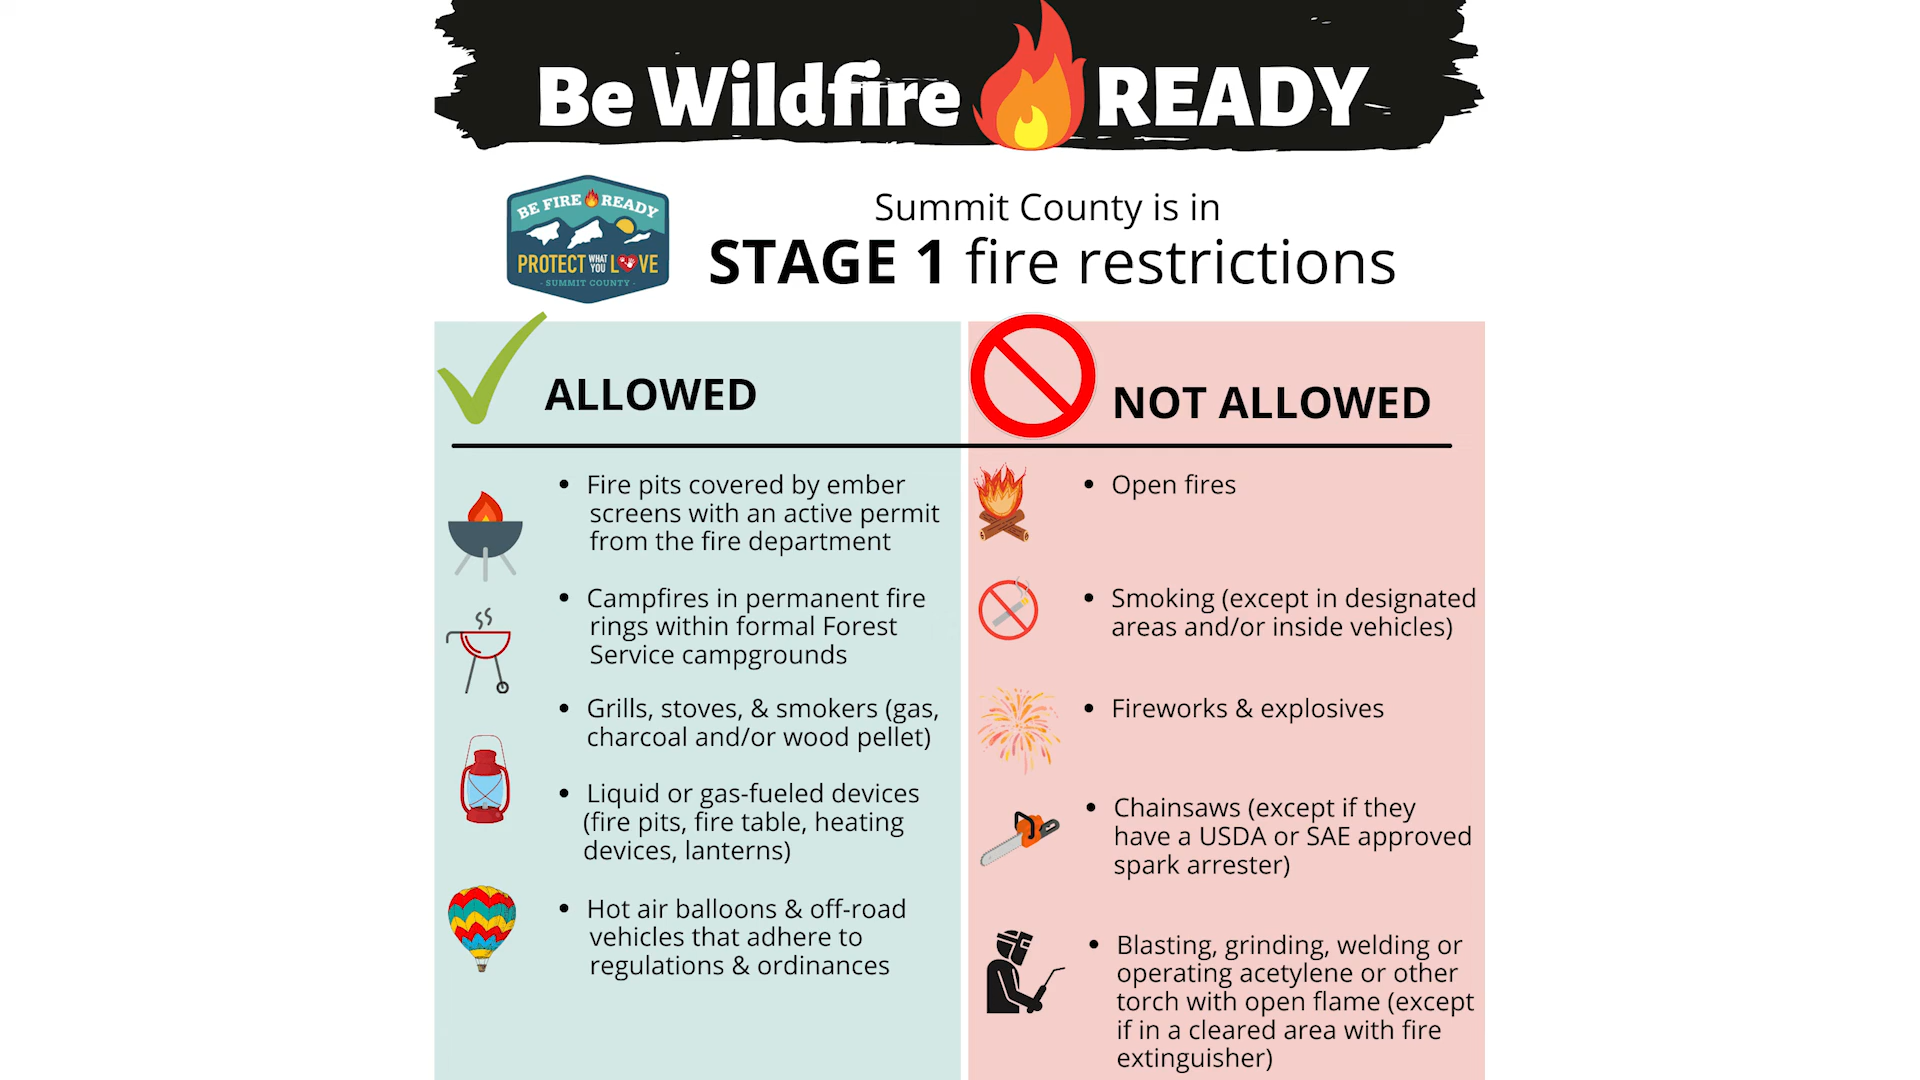 Be Wildfire READY
BE FIRE READY
PROTECT WHAT YOU LOVE
- SUMMIT COUNTY -
Summit County is in
STAGE 1 fire restrictions
ALLOWED
• Fire pits covered by ember
screens with an active permit
from the fire department
• Campfires in permanent fire
rings within formal Forest
Service campgrounds
• Grills, stoves, & smokers (gas,
charcoal and/or wood pellet)
• Liquid or gas-fueled devices
(fire pits, fire table, heating
devices, lanterns)
• Hot air balloons & off-road
vehicles that adhere to
regulations & ordinances
NOT ALLOWED
• Open fires
• Smoking (except in designated
areas and/or inside vehicles)
• Fireworks & explosives
• Chainsaws (except if they
have a USDA or SAE approved
spark arrester)
• Blasting, grinding, welding or
operating acetylene or other
torch with open flame (except
if in a cleared area with fire
extinguisher)